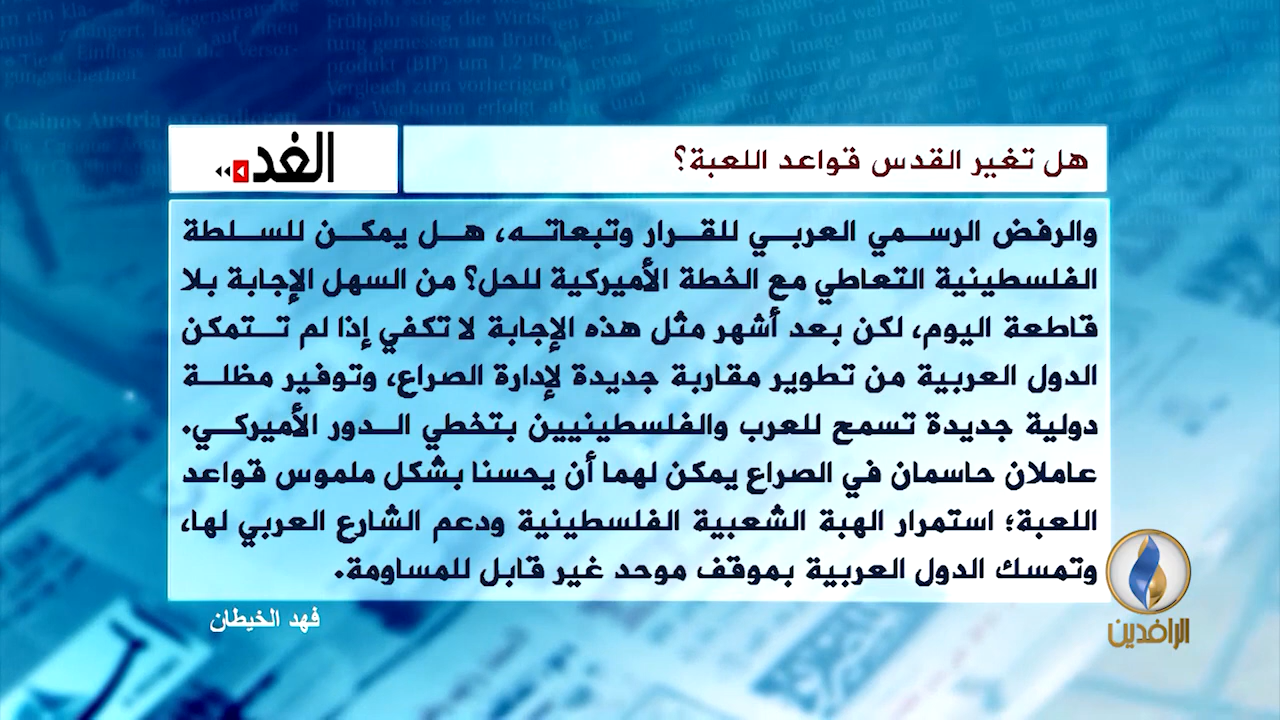 هل تغير القدس قواعد اللعبة؟
الغد
والرفض الرسمي العربي للقرار وتبعاته، هل يمكن للسلطة
الفلسطينية التعاطي مع الخطة الأميركية للحل؟ من السهل الإجابة بلا
قاطعة اليوم، لكن بعد أشهر مثل هذه الإجابة لا تكفي إذا لم تتمكن
الدول العربية من تطوير مقاربة جديدة لإدارة الصراع، وتوفير مظلة
دولية جديدة تسمح للعرب والفلسطينيين بتخطي الدور الأميركي.
عاملان حاسمان في الصراع يمكن لهما أن يحسنا بشكل ملموس قواعد
اللعبة؛ استمرار الهبة الشعبية الفلسطينية ودعم الشارع العربي لها،
وتمسك الدول العربية بموقف موحد غير قابل للمساومة.
فهد الخيطان
الرافدين